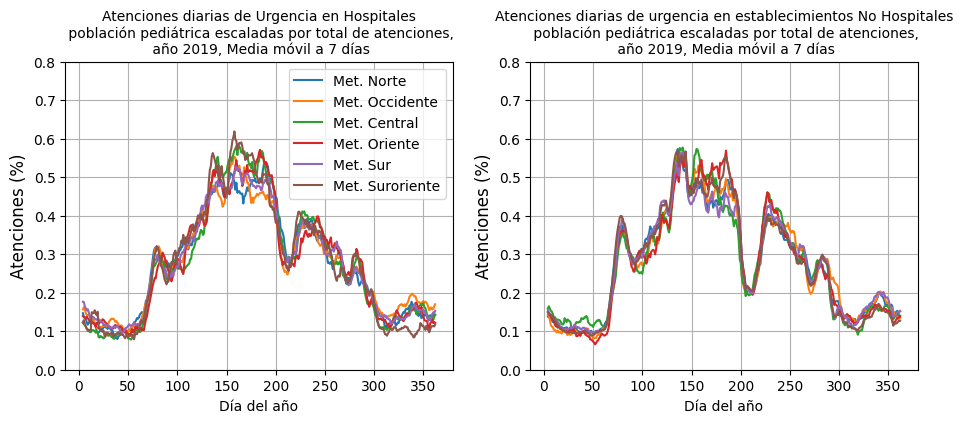 Atenciones diarias de Urgencia en Hospitales
población pediátrica escaladas por total de atenciones,
año 2019, Media móvil a 7 días
Atenciones (%)
0.8
0.7
0.6
0.5
0.4
0.3
0.2
0.1
0.0
Met. Norte
Met. Occidente
Met. Central
Met. Oriente
Met. Sur
Met. Suroriente
0 50 100 150 200 250 300 350
Día del año
Atenciones diarias de urgencia en establecimientos No Hospitales
población pediátrica escaladas por total de atenciones,
año 2019, Media móvil a 7 días
Atenciones (%)
0.8
0.7
0.6
0.5
0.4
0.3
0.2
0.1
0.0
0 50 100 150 200 250 300 350
Día del año